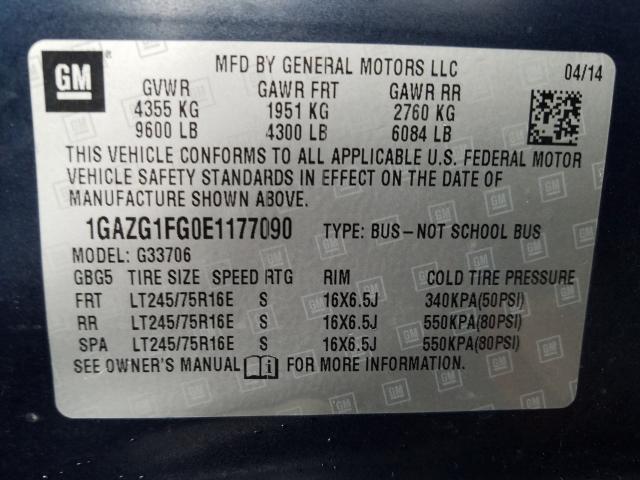 GM
MFD BY GENERAL MOTORS LLC 04/14
GVWR GAWR FRT GAWR RR
4355 KG 1951 KG 2760 KG
9600 LB 4300 LB 6084 LB
THIS VEHICLE CONFORMS TO ALL APPLICABLE U.S. FEDERAL MOTOR
VEHICLE SAFETY STANDARDS IN EFFECT ON THE DATE OF
MANUFACTURE SHOWN ABOVE.
1GAZG1FG0E1177090 TYPE: BUS-NOT SCHOOL BUS
MODEL: G33706
GBG5 TIRE SIZE SPEED RTG RIM COLD TIRE PRESSURE
FRT LT245/75R16E S 16X6.5J 340KPA(50PSI)
RR LT245/75R16E S 16X6.5J 550KPA(80PSI)
SPA LT245/75R16E S 16X6.5J 550KPA(80PSI)
SEE OWNER'S MANUAL FOR MORE INFORMATION.